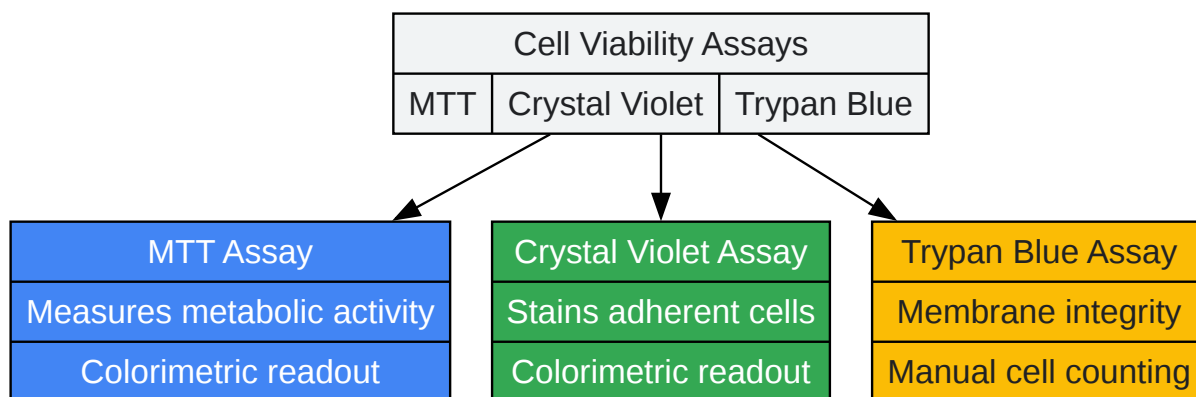 Cell Viability Assays
MTT Crystal Violet Trypan Blue
MTT Assay
Measures metabolic activity
Colorimetric readout
Crystal Violet Assay
Stains adherent cells
Colorimetric readout
Trypan Blue Assay
Membrane integrity
Manual cell counting